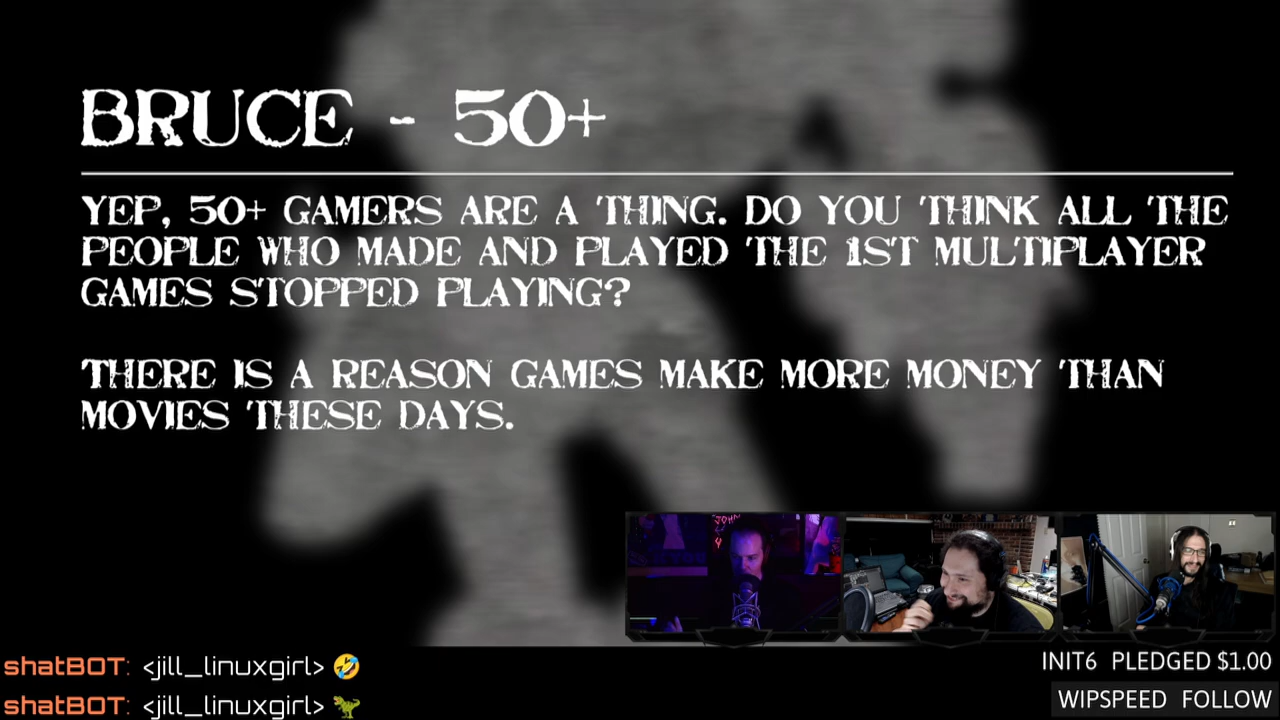 BRUCE - 50+
YEP, 50+ GAMERS ARE A THING. DO YOU THINK ALL THE
PEOPLE WHO MADE AND PLAYED THE 1ST MULTIPLAYER
GAMES STOPPED PLAYING?
THERE IS A REASON GAMES MAKE MORE MONEY THAN
MOVIES THESE DAYS.
JOHN
shatBOT: <jill_linuxgirl> 🤣
shatBOT: <jill_linuxgirl> 🦖
INIT6 PLEDGED $1.00
WIPSPEED FOLLOW